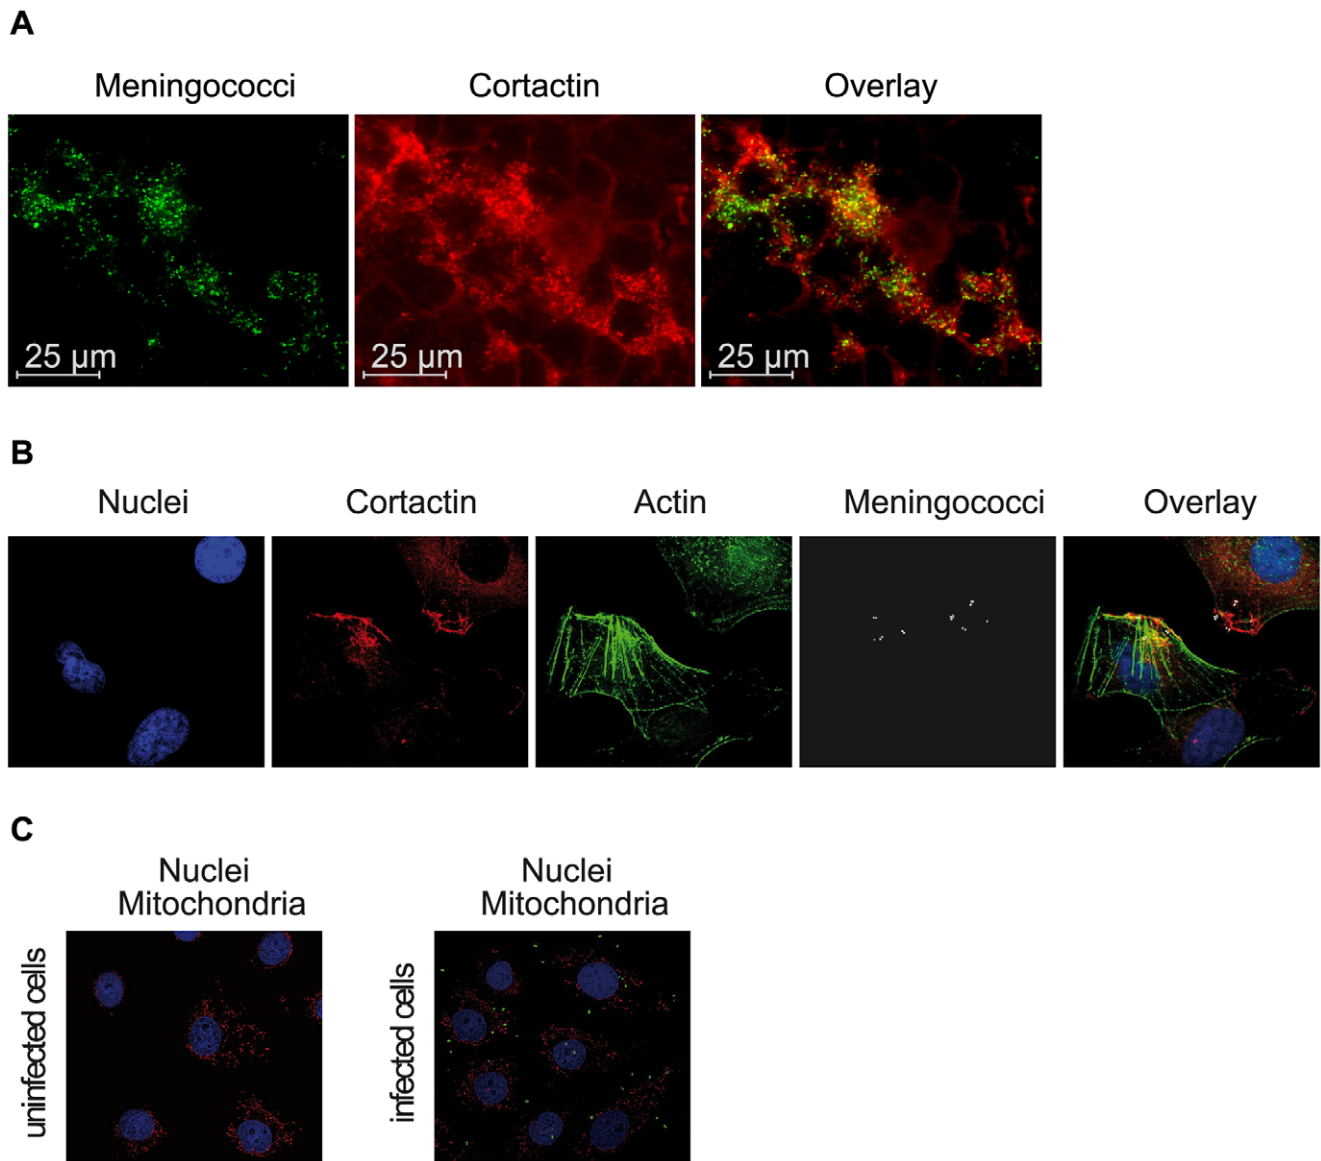 A
Meningococci Cortactin Overlay
25 µm 25 µm 25 µm
B
Nuclei Cortactin Actin Meningococci Overlay
C
Nuclei Nuclei
Mitochondria Mitochondria
uninfected cells
infected cells